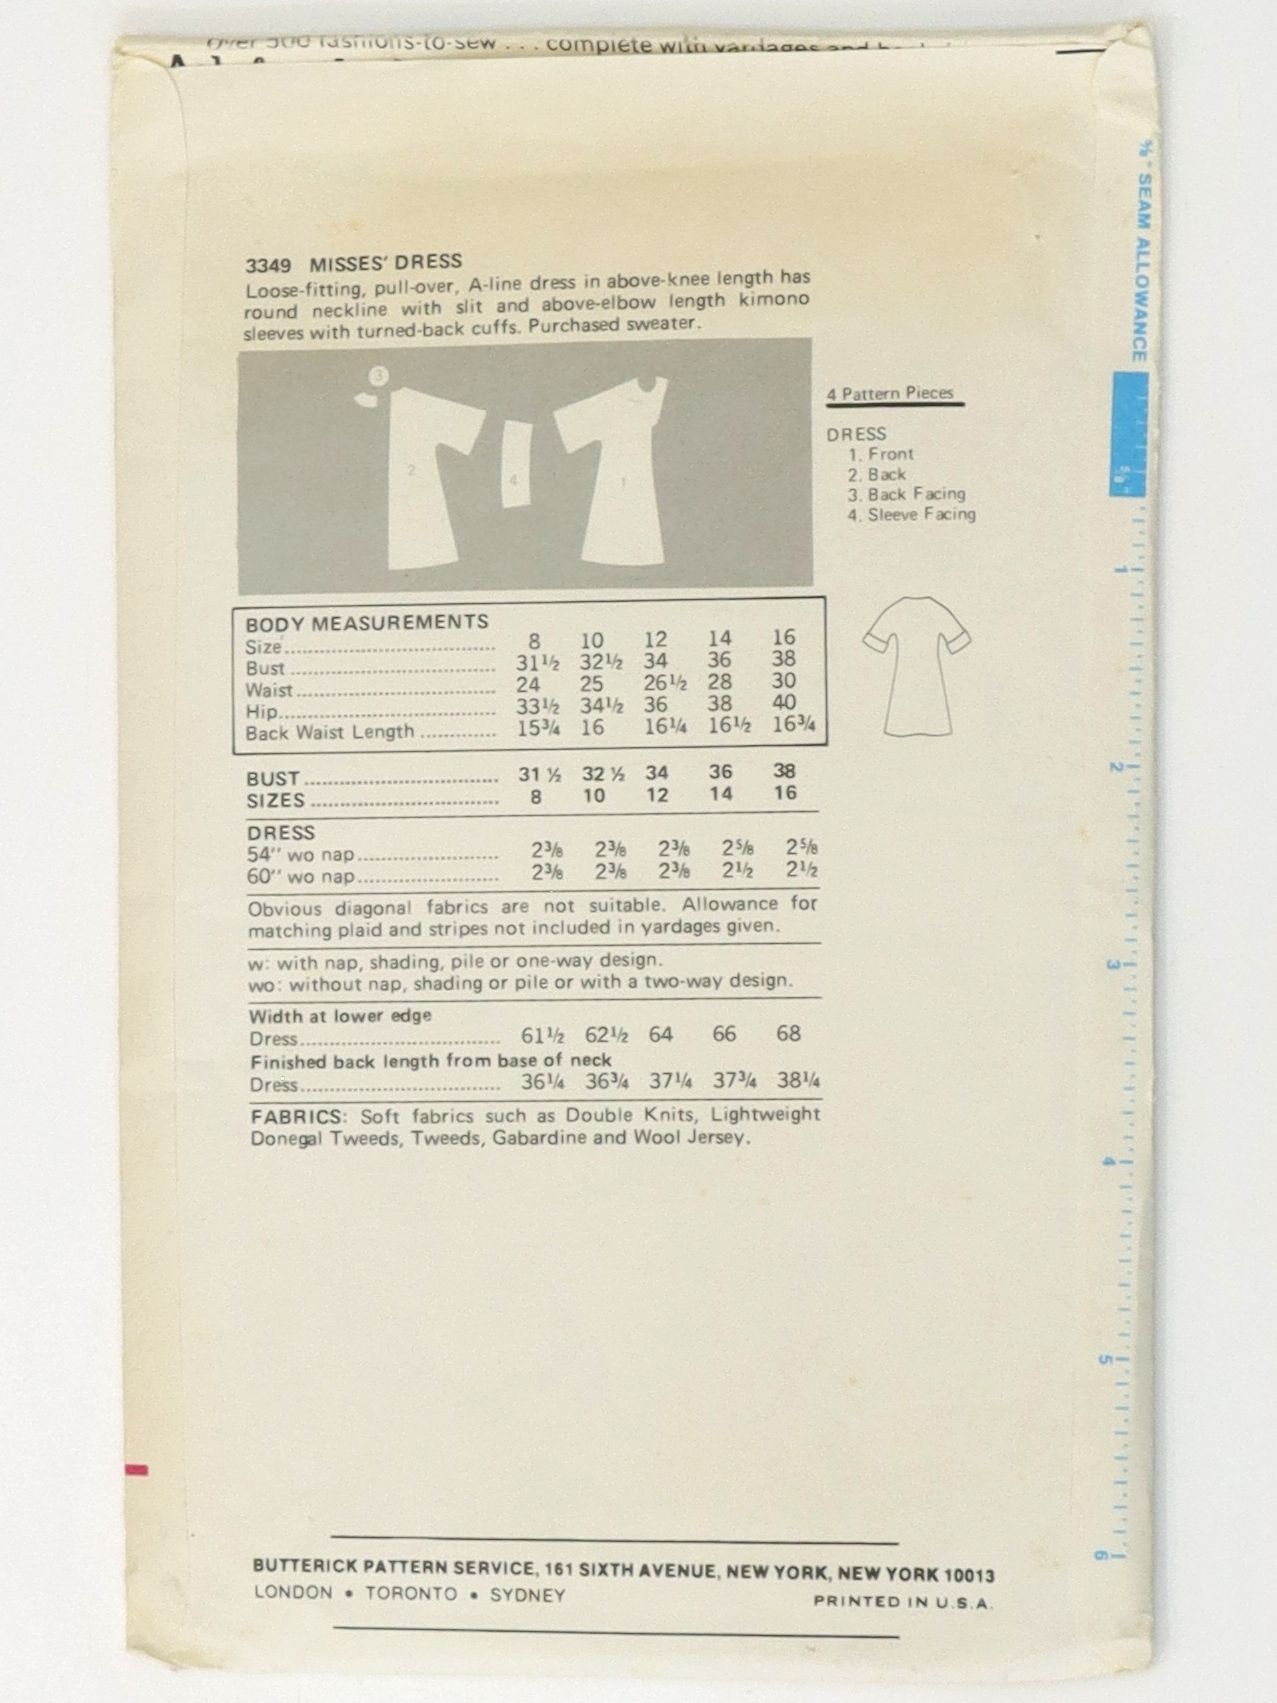 Over 500 fashions-to-sew . . . complete with yardages and
⅝" SEAM ALLOWANCE
3349 MISSES' DRESS
Loose-fitting, pull-over, A-line dress in above-knee length has
round neckline with slit and above-elbow length kimono
sleeves with turned-back cuffs. Purchased sweater.
3
2
4
1
4 Pattern Pieces
DRESS
1. Front
2. Back
3. Back Facing
4. Sleeve Facing
BODY MEASUREMENTS
Size 8 10 12 14 16
Bust 31½ 32½ 34 36 38
Waist 24 25 26½ 28 30
Hip 33½ 34½ 36 38 40
Back Waist Length 15¾ 16 16¼ 16½ 16¾
BUST 31 ½ 32 ½ 34 36 38
SIZES 8 10 12 14 16
DRESS
54" wo nap 2⅜ 2⅜ 2⅜ 2⅝ 2⅝
60" wo nap 2⅜ 2⅜ 2⅜ 2½ 2½
Obvious diagonal fabrics are not suitable. Allowance for
matching plaid and stripes not included in yardages given.
w: with nap, shading, pile or one-way design.
wo: without nap, shading or pile or with a two-way design.
Width at lower edge
Dress 61½ 62½ 64 66 68
Finished back length from base of neck
Dress 36¼ 36¾ 37¼ 37¾ 38¼
FABRICS: Soft fabrics such as Double Knits, Lightweight
Donegal Tweeds, Tweeds, Gabardine and Wool Jersey.
⅝"
1
2
3
4
5
6
BUTTERICK PATTERN SERVICE, 161 SIXTH AVENUE, NEW YORK, NEW YORK 10013
LONDON • TORONTO • SYDNEY
PRINTED IN U.S.A.